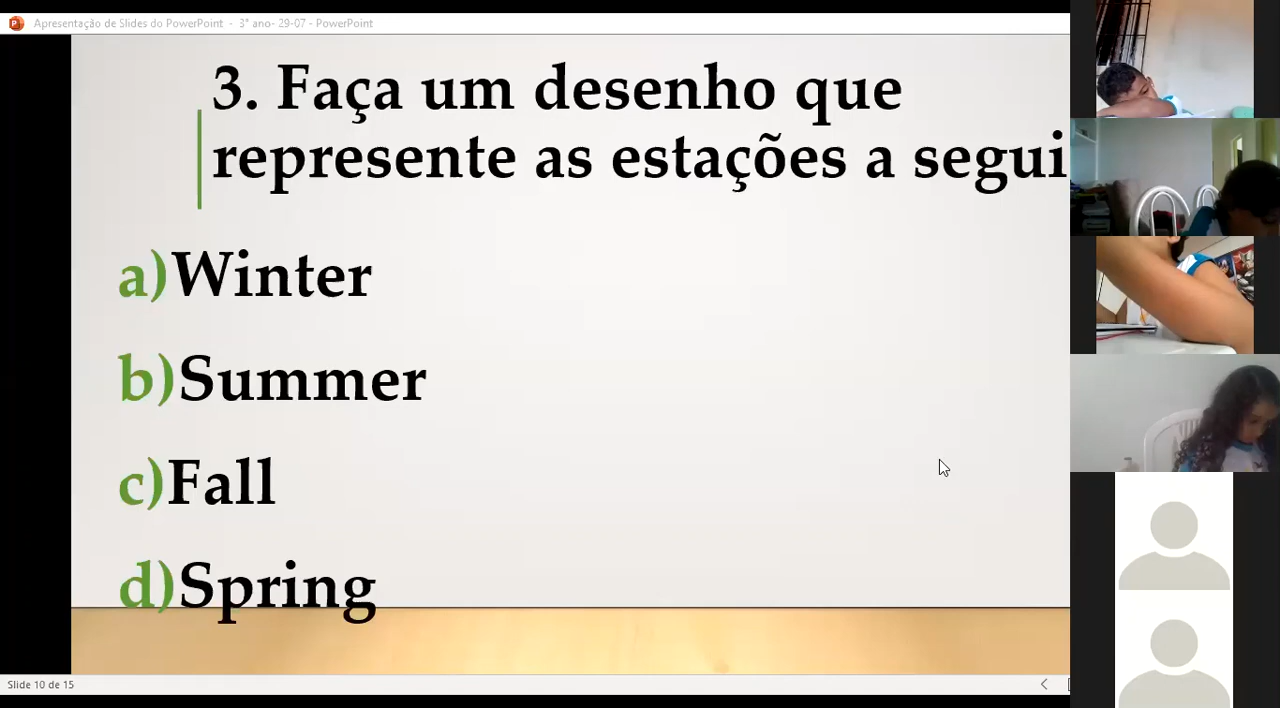 Apresentação de Slides do PowerPoint - 3° ano- 29-07 - PowerPoint
3. Faça um desenho que
represente as estações a segui
a)Winter
b)Summer
c)Fall
d)Spring
Slide 10 de 15